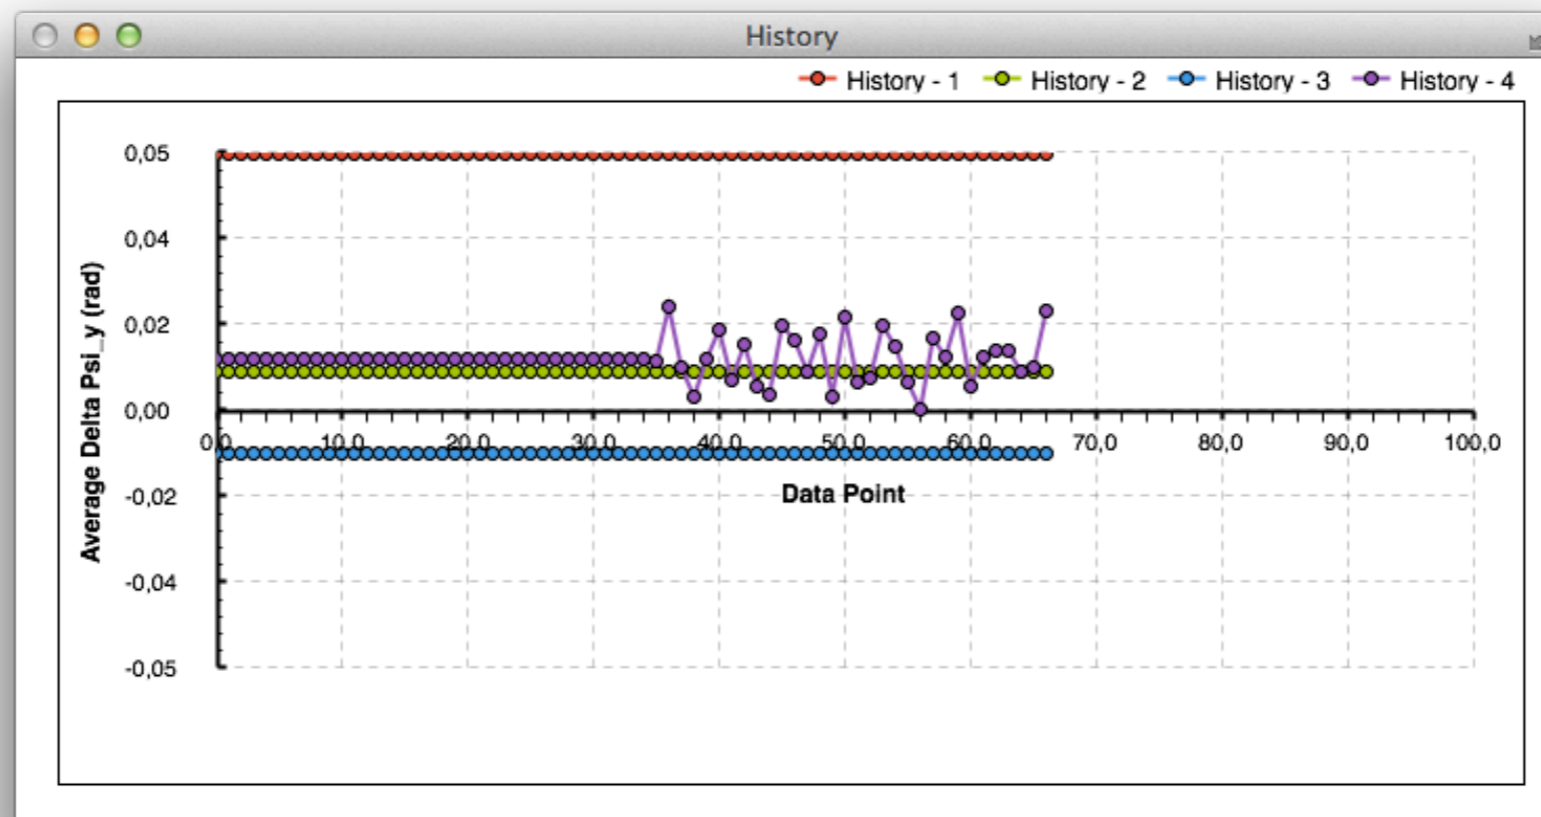 History
History - 1 History - 2 History - 3 History - 4
0,05
0,04
0,02
0,00
-0,02
-0,04
-0,05
Average Delta Psi_y (rad)
0,0 10,0 20,0 30,0 40,0 50,0 60,0 70,0 80,0 90,0 100,0
Data Point